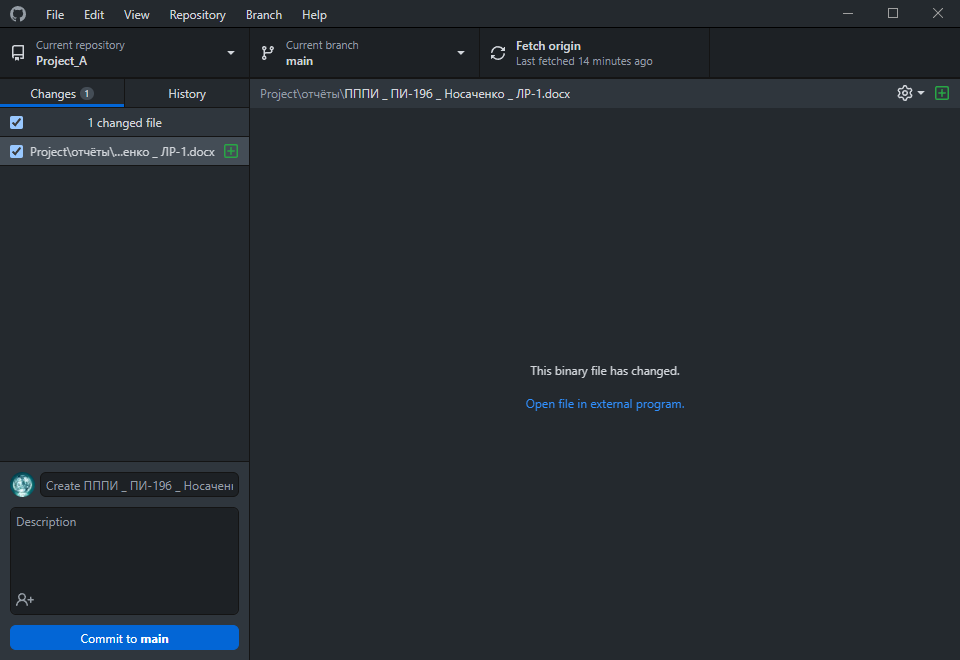 File Edit View Repository Branch Help
Current repository
Project_A
Current branch
main
Fetch origin
Last fetched 14 minutes ago
Changes 1
History
Project\отчёты\ПППИ _ ПИ-196 _ Носаченко _ ЛР-1.docx
1 changed file
Project\отчёты\...енко _ ЛР-1.docx
This binary file has changed.
Open file in external program.
Create ПППИ _ ПИ-196 _ Носаченк
Description
Commit to main